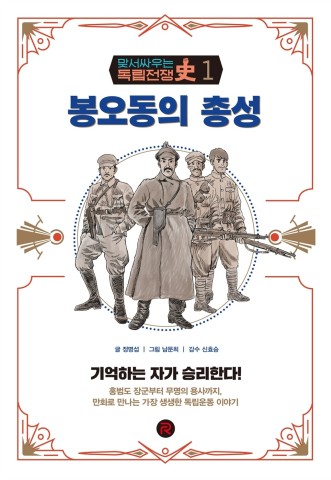 맞서싸우는
독립전쟁 史 1
봉오동의 총성
글 정명섭 | 그림 남문희 | 감수 신효승
기억하는 자가 승리한다!
홍범도 장군부터 무명의 용사까지,
만화로 만나는 가장 생생한 독립운동 이야기
R